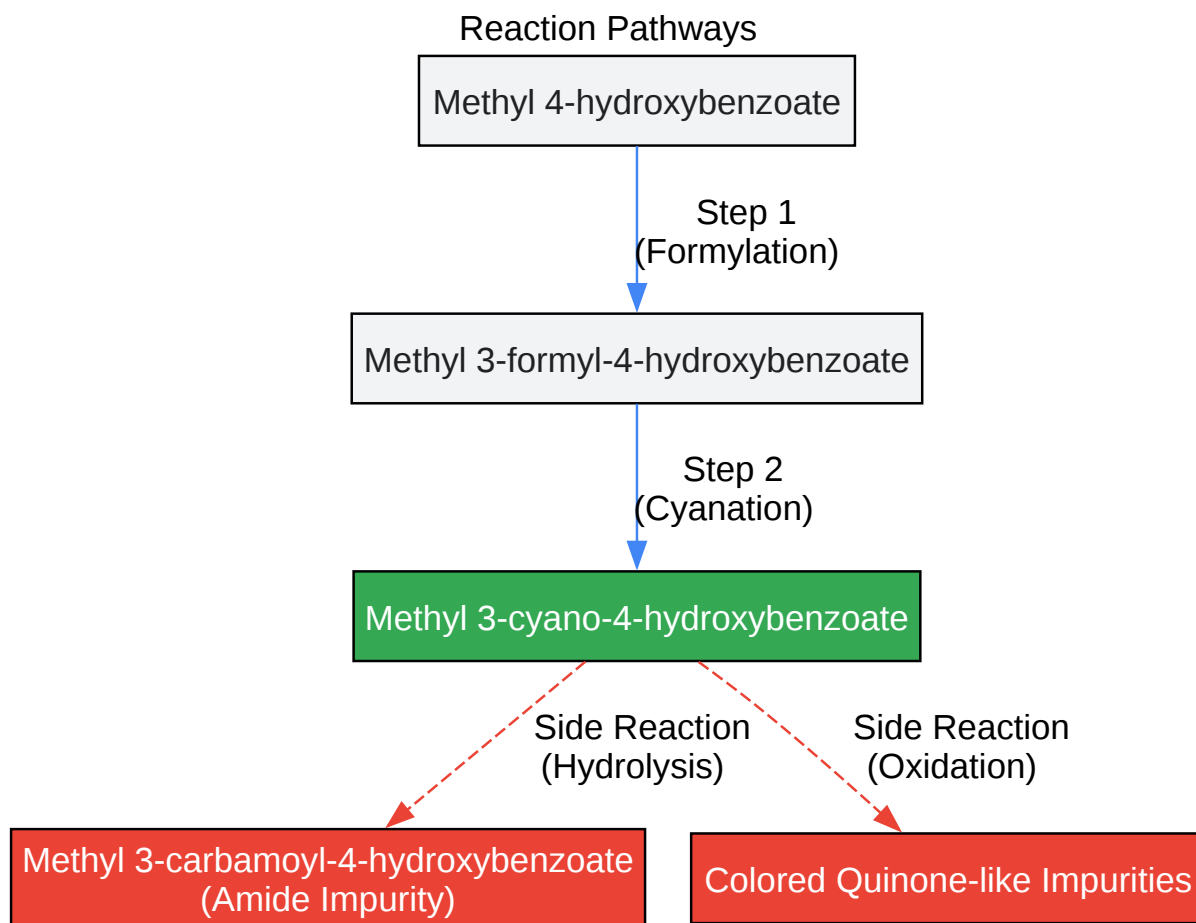 Reaction Pathways
Methyl 4-hydroxybenzoate
Step 1
(Formylation)
Methyl 3-formyl-4-hydroxybenzoate
Step 2
(Cyanation)
Methyl 3-cyano-4-hydroxybenzoate
Side Reaction
(Hydrolysis)
Side Reaction
(Oxidation)
Methyl 3-carbamoyl-4-hydroxybenzoate
(Amide Impurity)
Colored Quinone-like Impurities